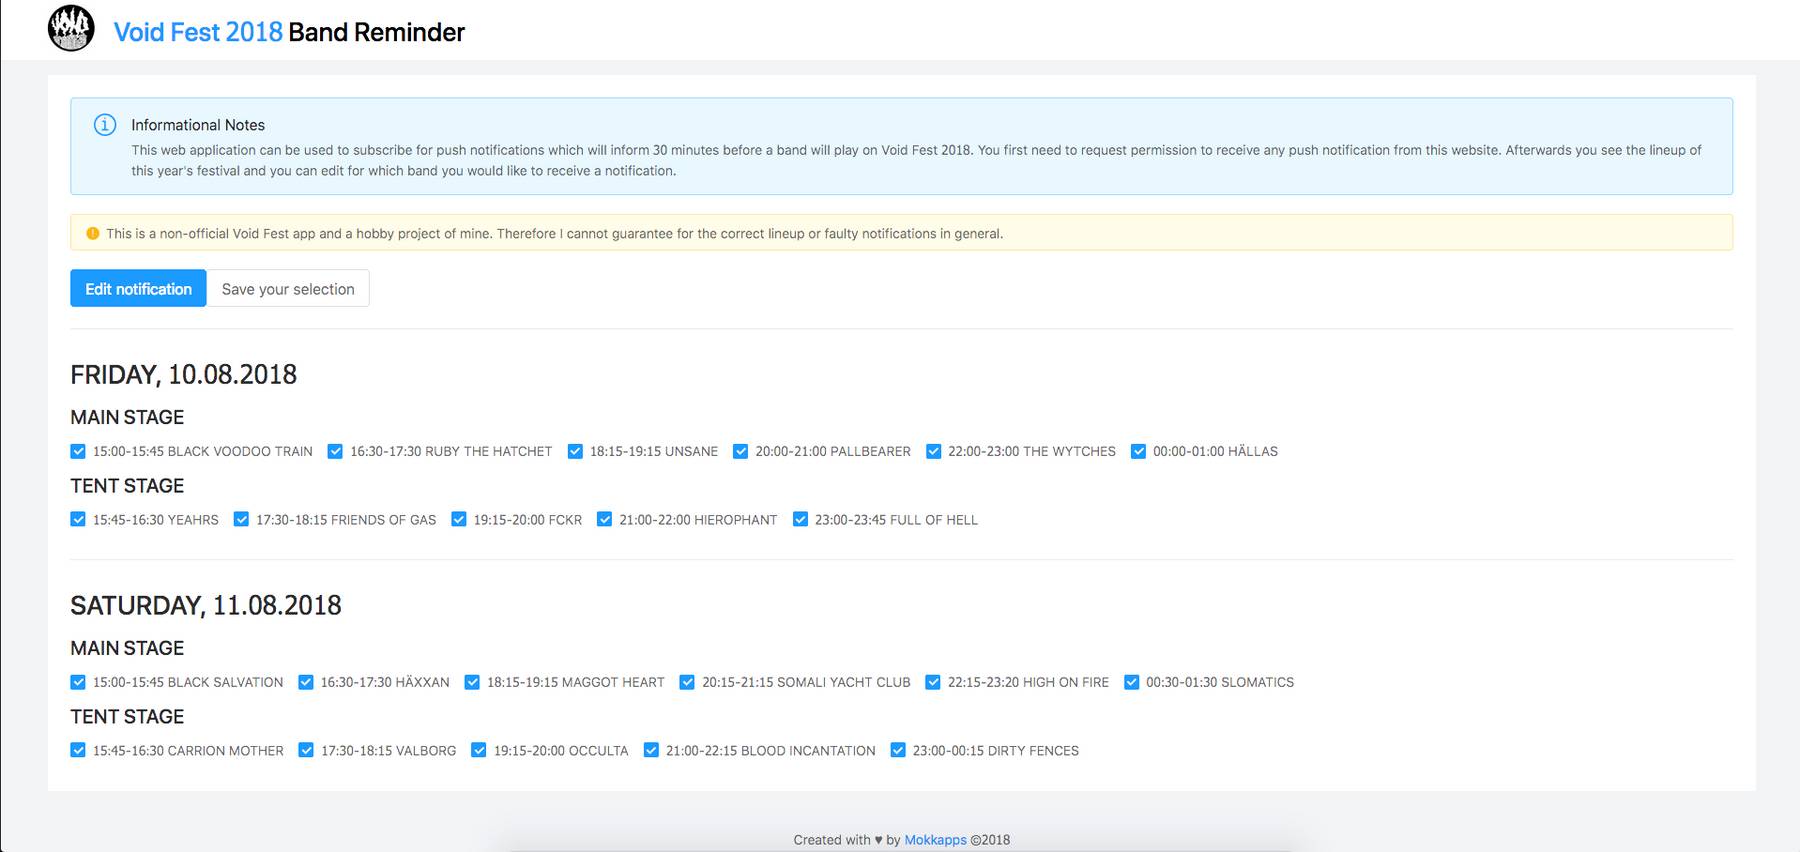 VOID
Void Fest 2018 Band Reminder
Informational Notes
This web application can be used to subscribe for push notifications which will inform 30 minutes before a band will play on Void Fest 2018. You first need to request permission to receive any push notification from this website. Afterwards you see the lineup of
this year's festival and you can edit for which band you would like to receive a notification.
This is a non-official Void Fest app and a hobby project of mine. Therefore I cannot guarantee for the correct lineup or faulty notifications in general.
Edit notification Save your selection
FRIDAY, 10.08.2018
MAIN STAGE
15:00-15:45 BLACK VOODOO TRAIN 16:30-17:30 RUBY THE HATCHET 18:15-19:15 UNSANE 20:00-21:00 PALLBEARER 22:00-23:00 THE WYTCHES 00:00-01:00 HÄLLAS
TENT STAGE
15:45-16:30 YEAHRS 17:30-18:15 FRIENDS OF GAS 19:15-20:00 FCKR 21:00-22:00 HIEROPHANT 23:00-23:45 FULL OF HELL
SATURDAY, 11.08.2018
MAIN STAGE
15:00-15:45 BLACK SALVATION 16:30-17:30 HÄXXAN 18:15-19:15 MAGGOT HEART 20:15-21:15 SOMALI YACHT CLUB 22:15-23:20 HIGH ON FIRE 00:30-01:30 SLOMATICS
TENT STAGE
15:45-16:30 CARRION MOTHER 17:30-18:15 VALBORG 19:15-20:00 OCCULTA 21:00-22:15 BLOOD INCANTATION 23:00-00:15 DIRTY FENCES
Created with ♥ by Mokkapps ©2018